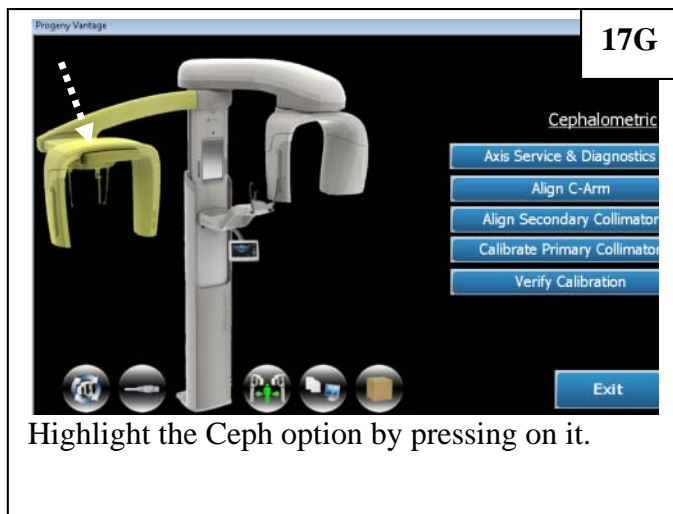 Progeny Vantage
17G
Cephalometric
Axis Service & Diagnostics
Align C-Arm
Align Secondary Collimator
Calibrate Primary Collimator
Verify Calibration
Exit
Highlight the Ceph option by pressing on it.